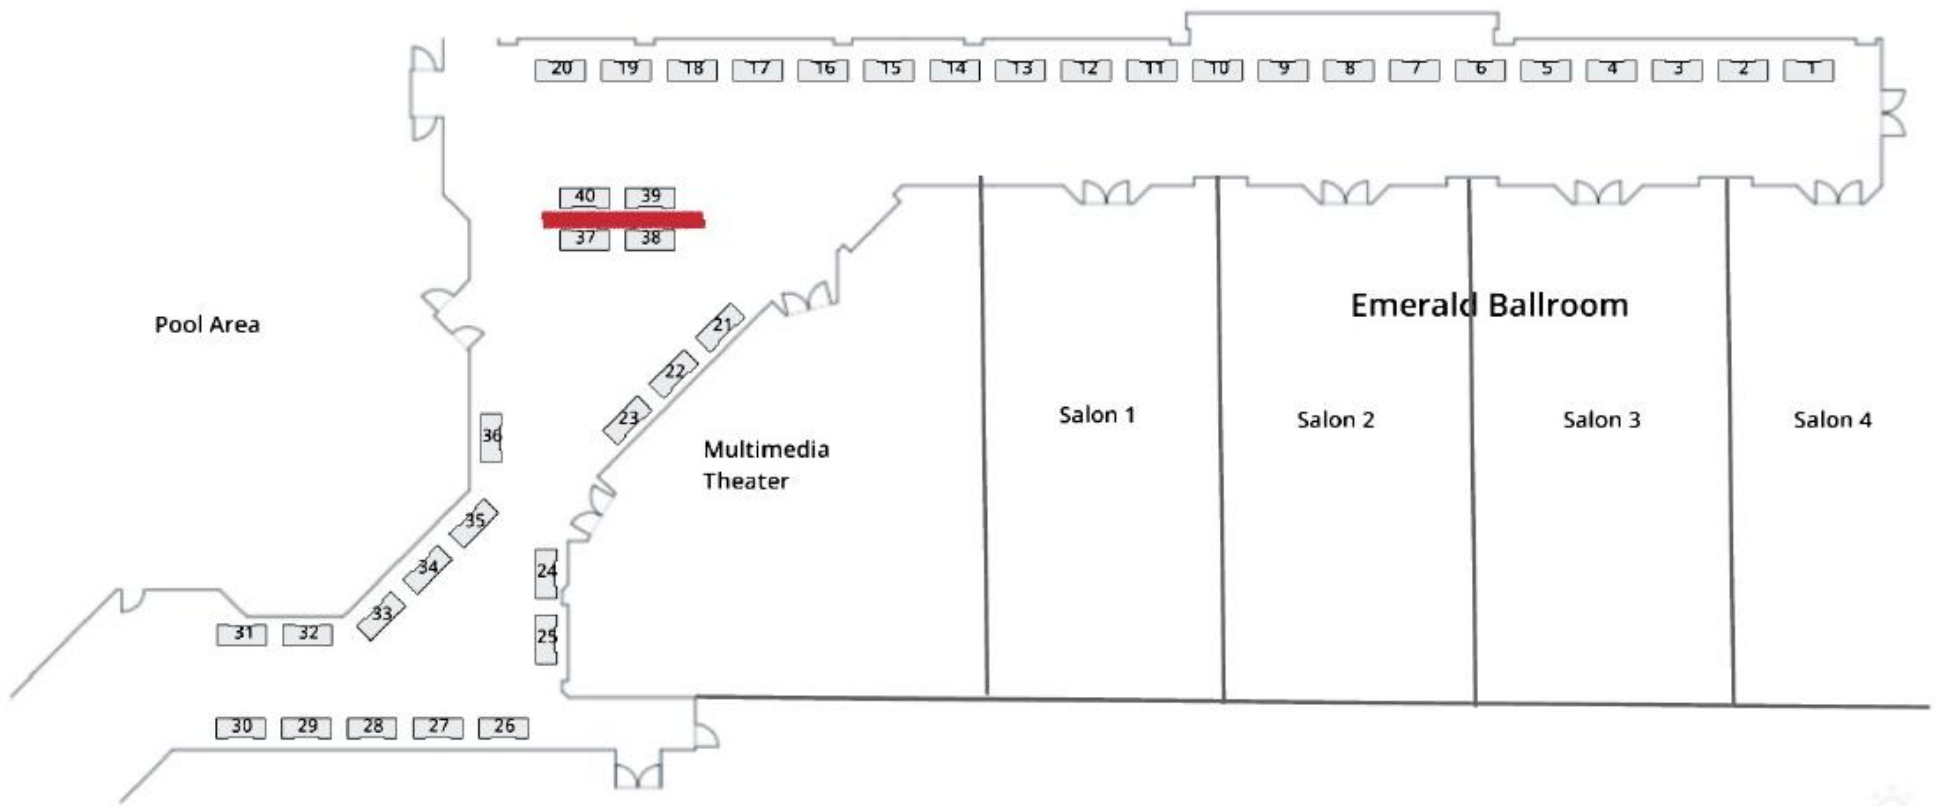 20 19 18 17 16 15 14 13 12 11 10 9 8 7 6 5 4 3 2 1
40 39
37 38
Pool Area
Emerald Ballroom
21
22
23
36
Multimedia
Theater
Salon 1
Salon 2
Salon 3
Salon 4
35
34
33
24
25
31 32
30 29 28 27 26